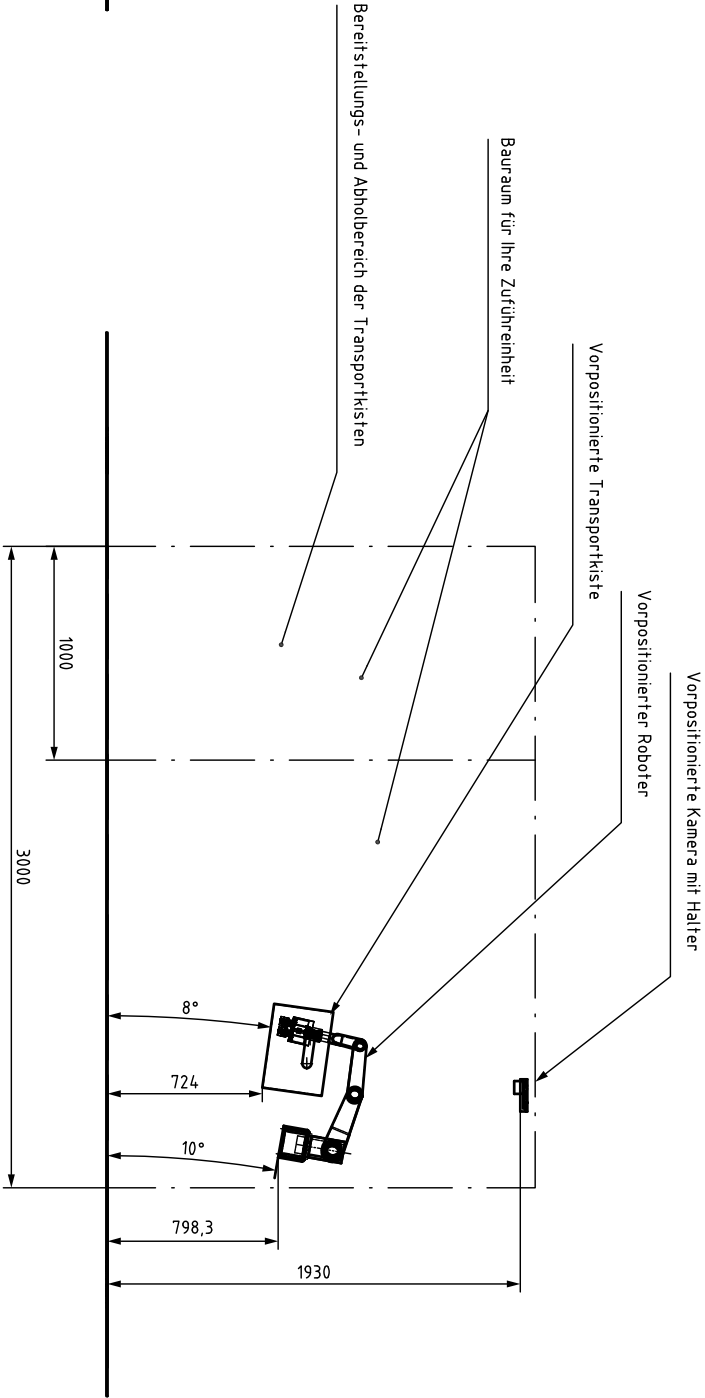 Vorpositionierte Kamera mit Halter
Vorpositionierter Roboter
Vorpositionierte Transportkiste
Bauraum für Ihre Zuführeinheit
Bereitstellungs- und Abholbereich der Transportkisten
1000
3000
8°
724
10°
798,3
1930